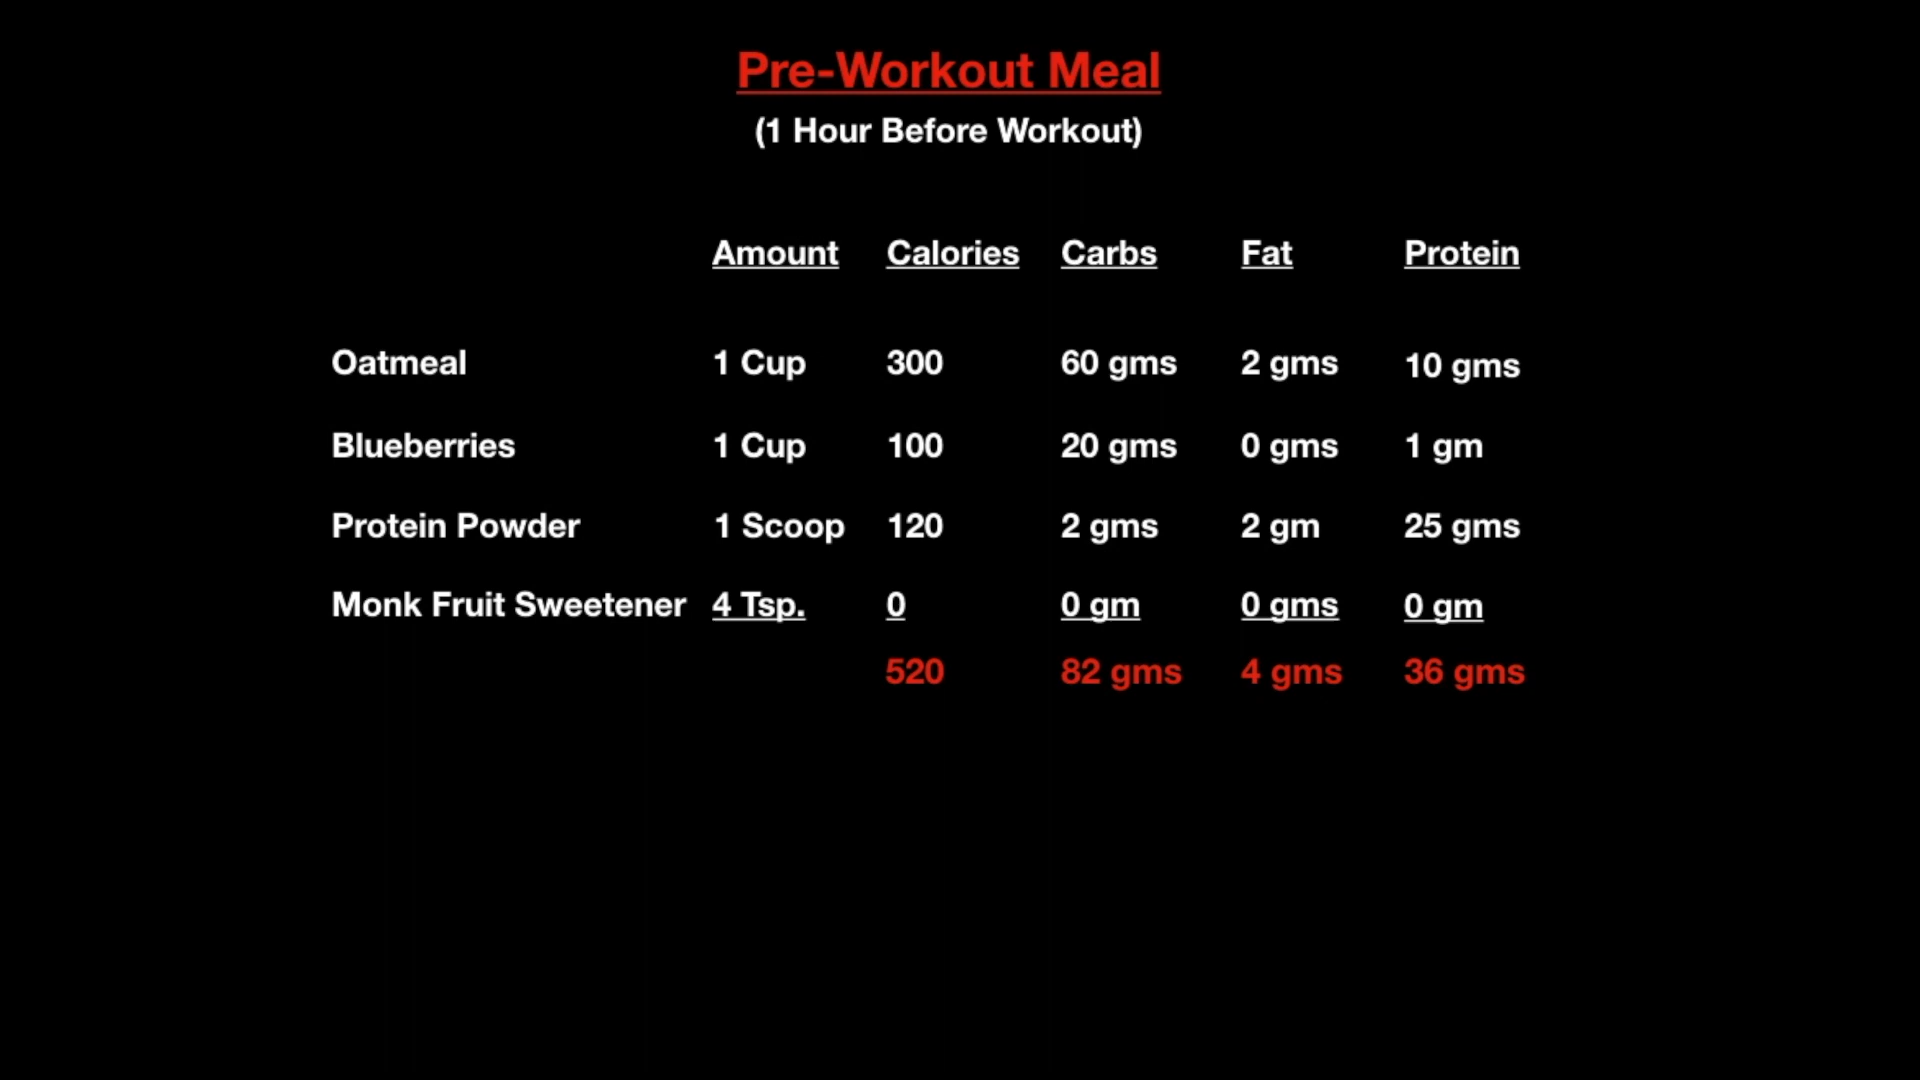 Pre-Workout Meal
(1 Hour Before Workout)
Amount Calories Carbs Fat Protein
Oatmeal 1 Cup 300 60 gms 2 gms 10 gms
Blueberries 1 Cup 100 20 gms 0 gms 1 gm
Protein Powder 1 Scoop 120 2 gms 2 gm 25 gms
Monk Fruit Sweetener 4 Tsp. 0 0 gm 0 gms 0 gm
520 82 gms 4 gms 36 gms